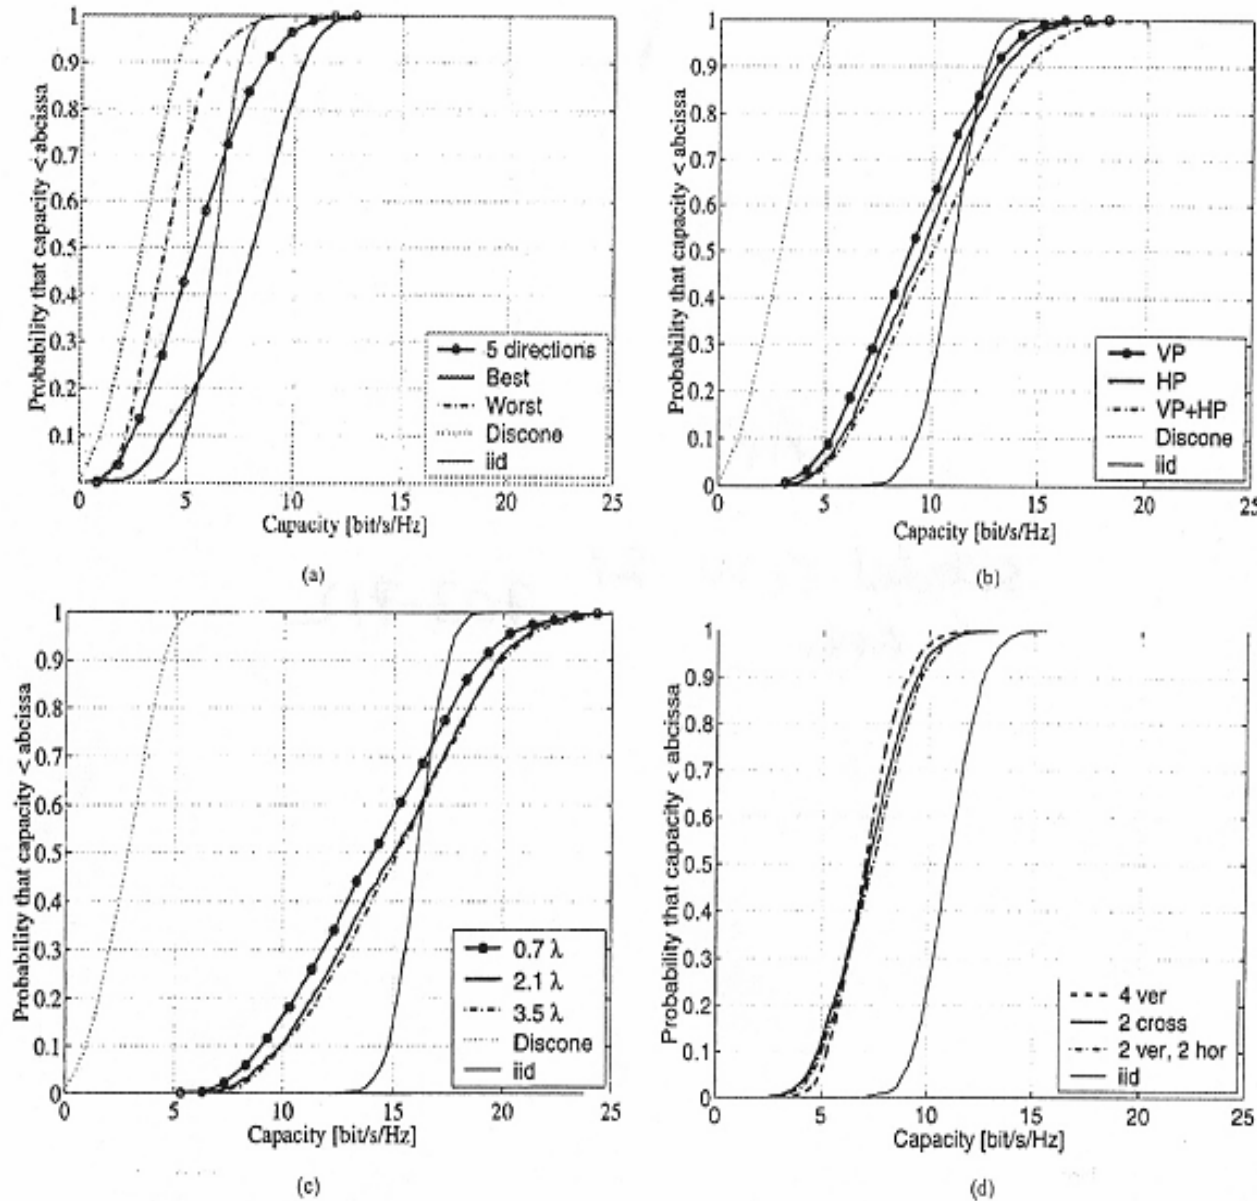 Probability that capacity < abcissa
1
0.9
0.8
0.7
0.6
0.5
0.4
0.3
0.2
0.1
0
5
10
15
20
25
5 directions
Best
Worst
Discone
iid
Capacity [bit/s/Hz]
(a)
Probability that capacity < abcissa
1
0.9
0.8
0.7
0.6
0.5
0.4
0.3
0.2
0.1
0
0
5
10
15
20
25
VP
HP
VP+HP
Discone
iid
Capacity [bit/s/Hz]
(b)
Probability that capacity < abcissa
1
0.9
0.8
0.7
0.6
0.5
0.4
0.3
0.2
0.1
0
0
5
10
15
20
25
0.7 λ
2.1 λ
3.5 λ
Discone
iid
Capacity [bit/s/Hz]
(c)
Probability that capacity < abcissa
1
0.9
0.8
0.7
0.6
0.5
0.4
0.3
0.2
0.1
0
0
5
10
15
20
25
4 ver
2 cross
2 ver, 2 hor
iid
Capacity [bit/s/Hz]
(d)